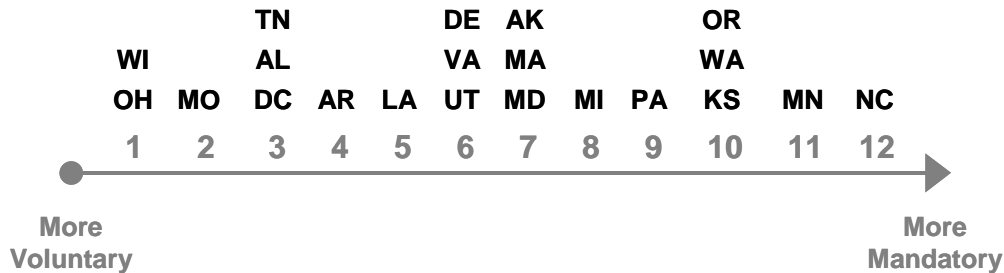 TN DE AK OR
WI AL VA MA WA
OH MO DC AR LA UT MD MI PA KS MN NC
1 2 3 4 5 6 7 8 9 10 11 12
More More
Voluntary Mandatory